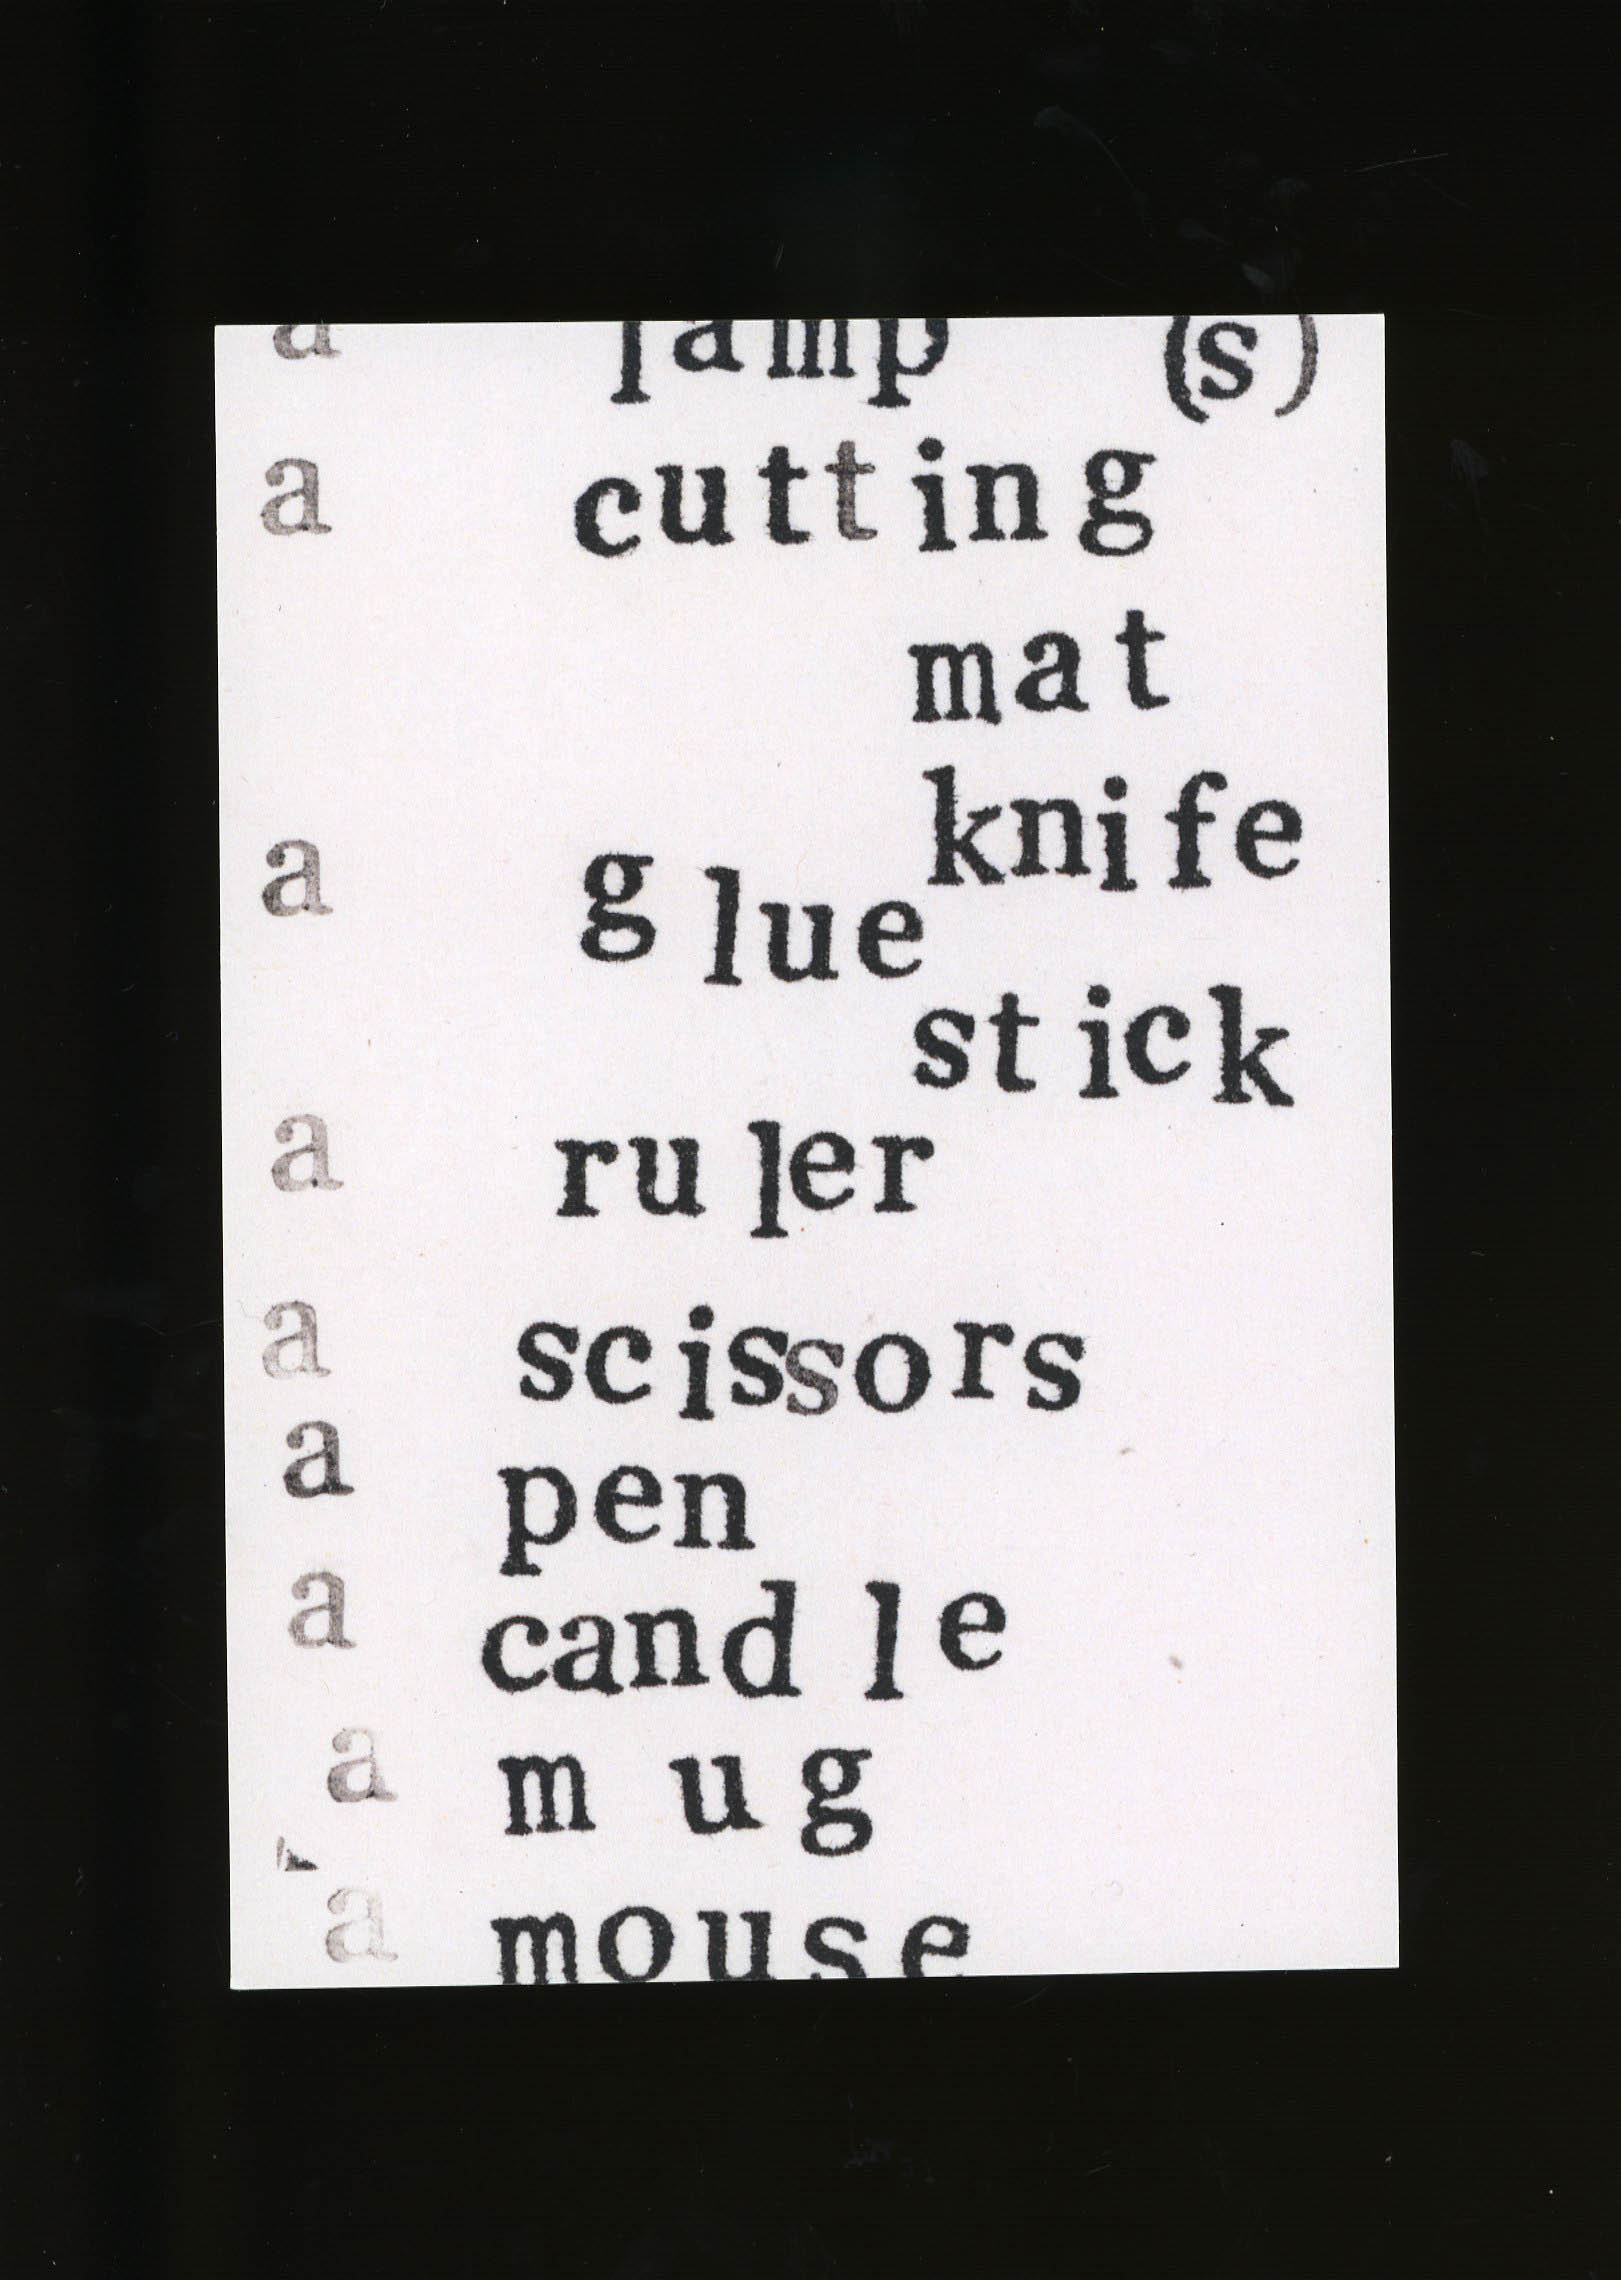 a lamp (s)
a cutting
mat
knife
a glue
stick
a ruler
a scissors
a pen
a candle
a mug
a mouse